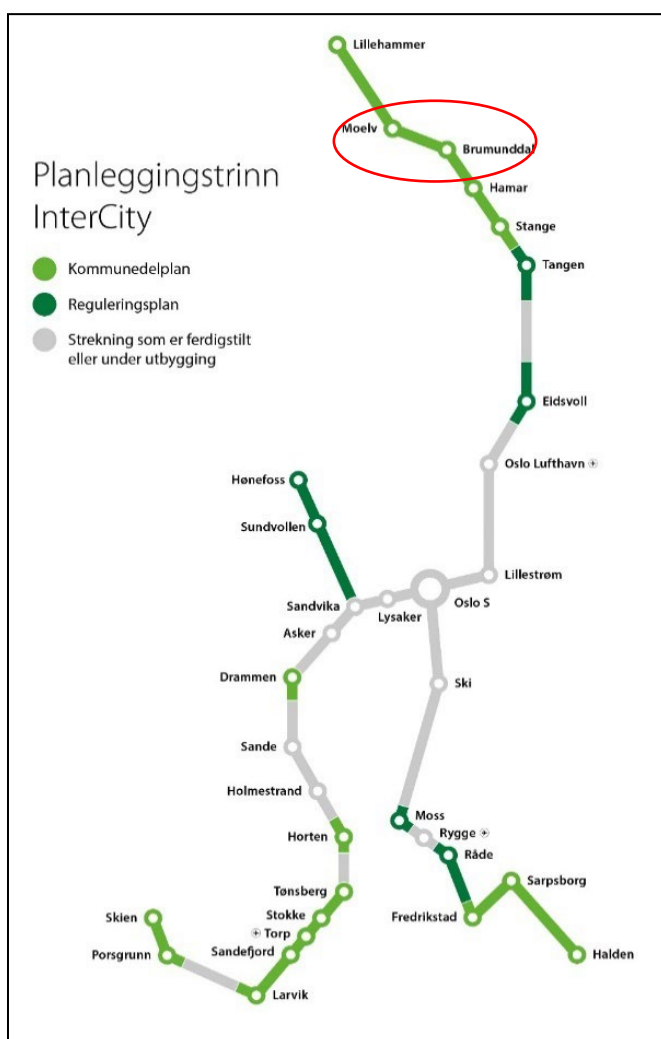 Lillehammer
Moelv
Brumunddal
Planleggingstrinn
InterCity
Hamar
Stange
Kommunedelplan
Tangen
Reguleringsplan
Strekning som er ferdigstilt
eller under utbygging
Eidsvoll
Oslo Lufthavn
Hønefoss
Sundvollen
Lillestrøm
Sandvika
Oslo S
Lysaker
Asker
Drammen
Ski
Sande
Holmestrand
Moss
Rygge
Horten
Råde
Sarpsborg
Tønsberg
Skien
Stokke
Fredrikstad
Torp
Porsgrunn
Sandefjord
Halden
Larvik